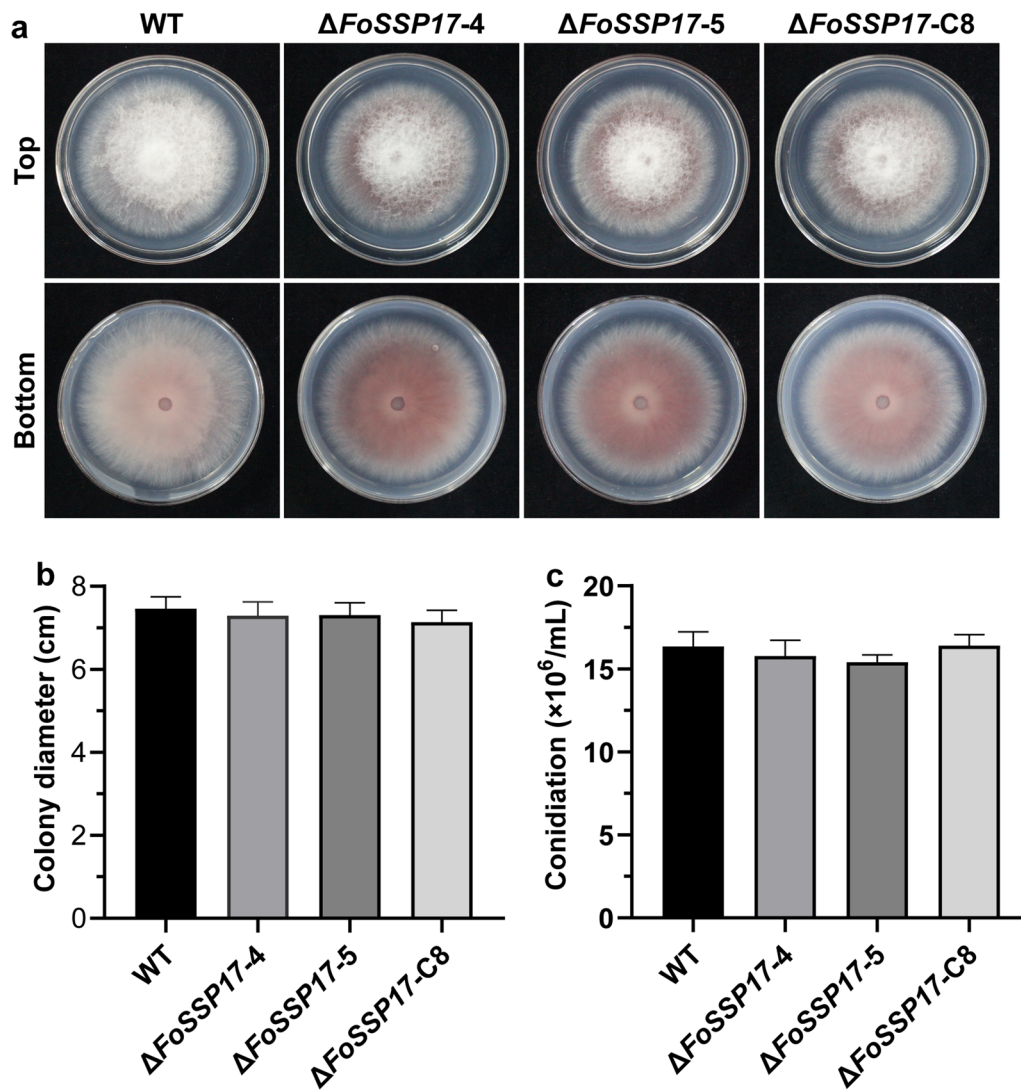 a
WT
ΔFoSSP17-4
ΔFoSSP17-5
ΔFoSSP17-C8
Top
Bottom
b
Colony diameter (cm)
8
6
4
2
0
WT
ΔFoSSP17-4
ΔFoSSP17-5
ΔFoSSP17-C8
c
Conidiation (×10⁶/mL)
20
15
10
5
0
WT
ΔFoSSP17-4
ΔFoSSP17-5
ΔFoSSP17-C8